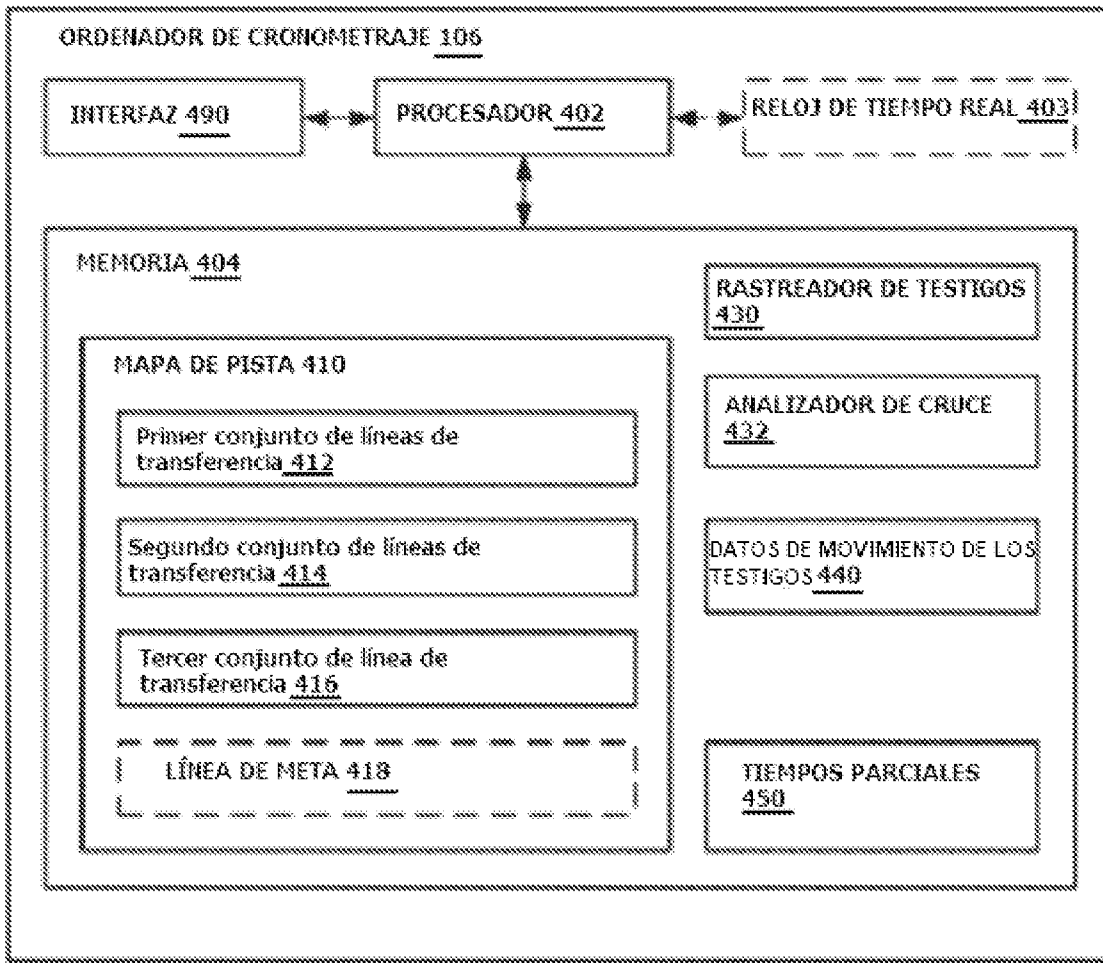 ORDENADOR DE CRONOMETRAJE 106
INTERFAZ 490
PROCESADOR 402
RELOJ DE TIEMPO REAL 403
MEMORIA 404
MAPA DE PISTA 410
Primer conjunto de líneas de
transferencia 412
Segundo conjunto de líneas de
transferencia 414
Tercer conjunto de línea de
transferencia 416
LÍNEA DE META 418
RASTREADOR DE TESTIGOS
430
ANALIZADOR DE CRUCE
432
DATOS DE MOVIMIENTO DE LOS
TESTIGOS 440
TIEMPOS PARCIALES
450